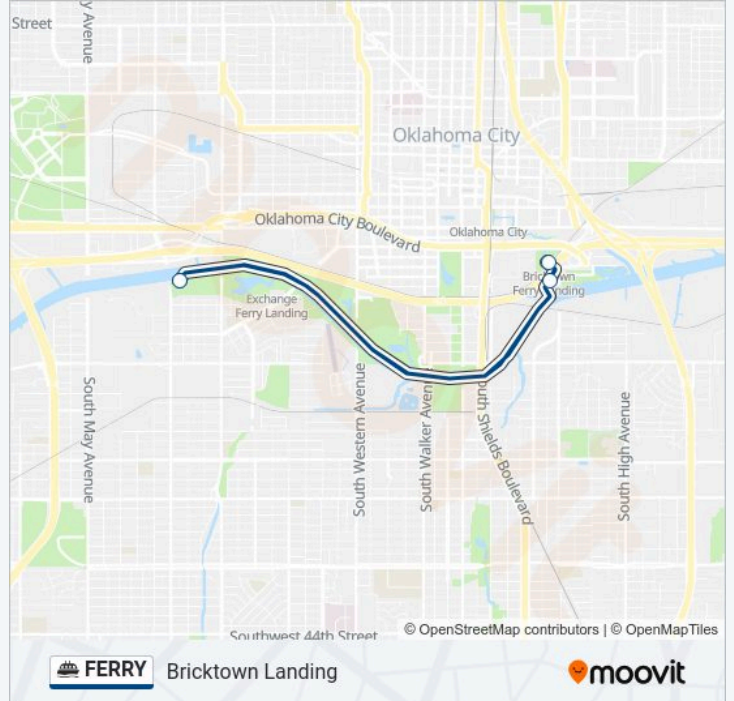 Street
y Avenue
Oklahoma City
Oklahoma City Boulevard
Oklahoma City
Bricktown
Ferry Landing
Exchange
Ferry Landing
South May Avenue
South Western Avenue
South Walker Avenue
South Shields Boulevard
South High Avenue
Southwest 44th Street
© OpenStreetMap contributors | © OpenMapTiles
FERRY Bricktown Landing
moovit